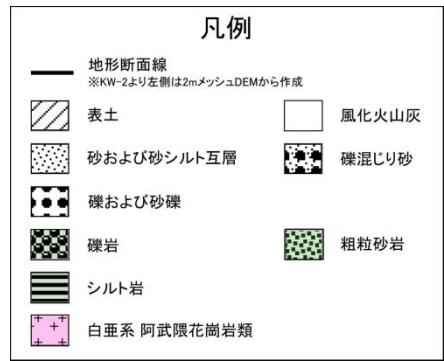 凡例
地形断面線
※KW-2より左側は2mメッシュDEMから作成
表土
風化火山灰
砂および砂シルト互層
礫混じり砂
礫および砂礫
礫岩
粗粒砂岩
シルト岩
白亜系 阿武隈花崗岩類